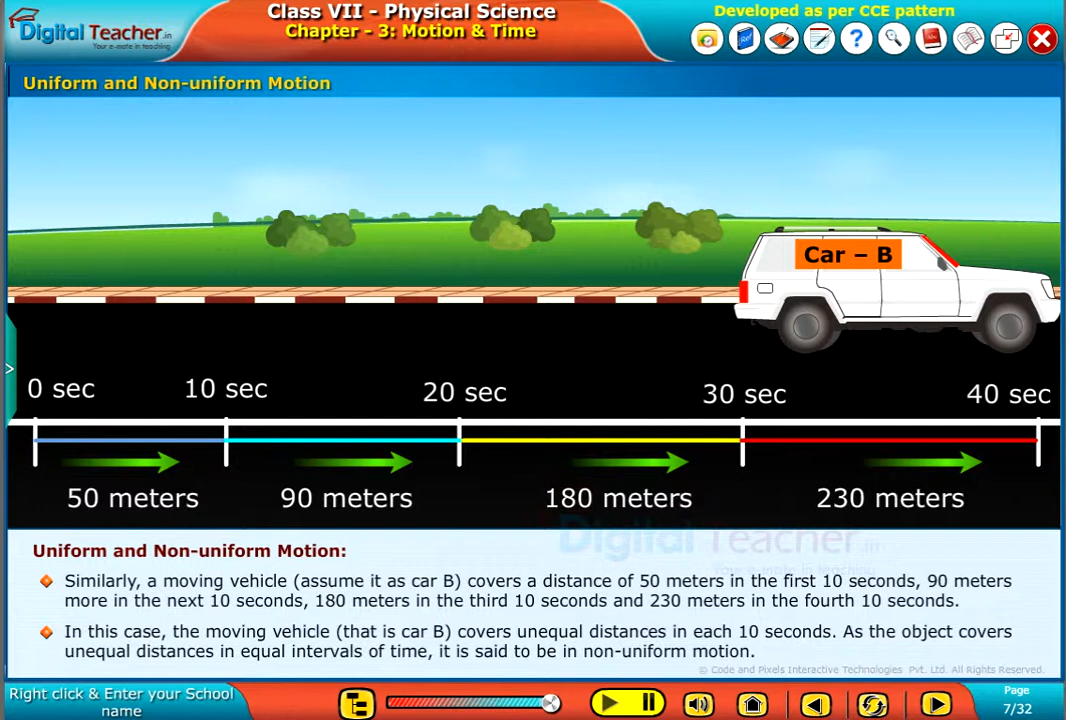 Digital Teacher.in
Your e-mate in teaching
Class VII - Physical Science
Chapter - 3: Motion & Time
Developed as per CCE pattern
Uniform and Non-uniform Motion
Car – B
0 sec 10 sec 20 sec 30 sec 40 sec
50 meters 90 meters 180 meters 230 meters
Digital Teacher.in
Your e-mate in teaching
Uniform and Non-uniform Motion:
Similarly, a moving vehicle (assume it as car B) covers a distance of 50 meters in the first 10 seconds, 90 meters
more in the next 10 seconds, 180 meters in the third 10 seconds and 230 meters in the fourth 10 seconds.
In this case, the moving vehicle (that is car B) covers unequal distances in each 10 seconds. As the object covers
unequal distances in equal intervals of time, it is said to be in non-uniform motion.
© Code and Pixels Interactive Technologies Pvt. Ltd. All Rights Reserved.
Right click & Enter your School
name
Page
7/32